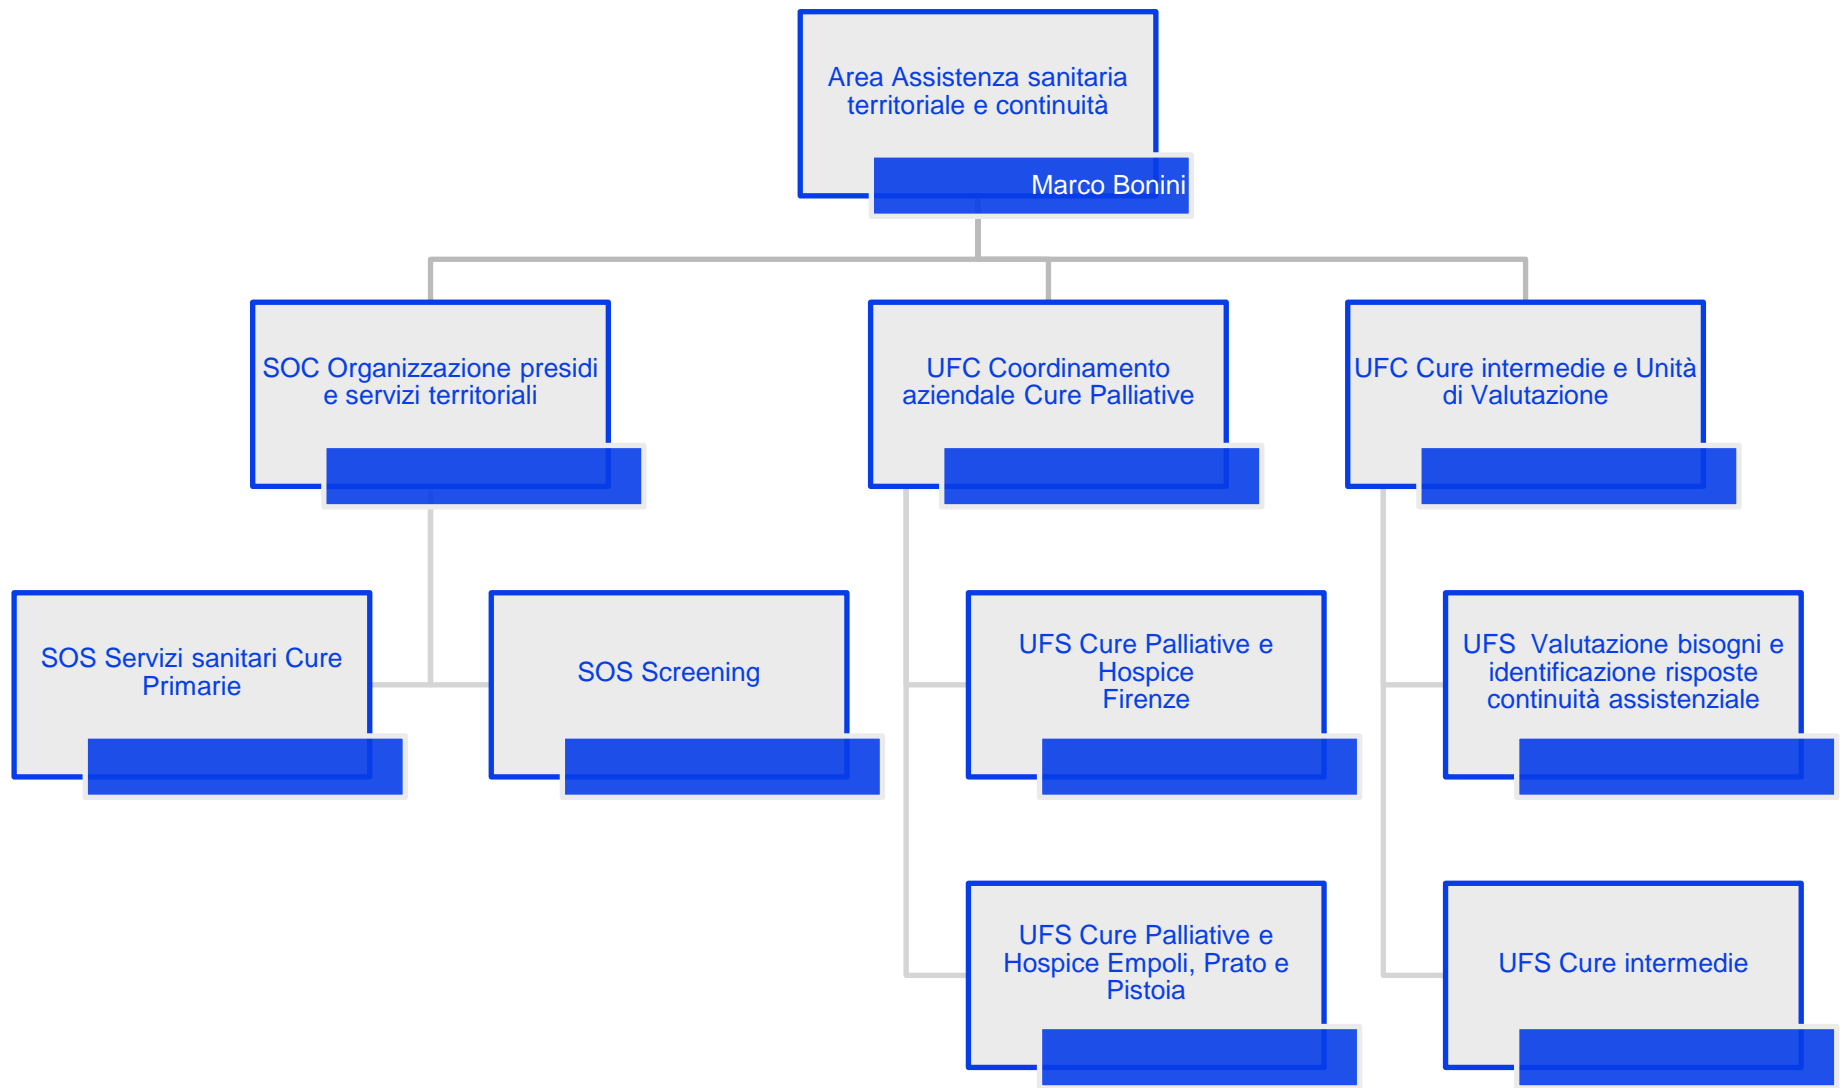 Area Assistenza sanitaria
territoriale e continuità
Marco Bonini
SOC Organizzazione presidi
e servizi territoriali
UFC Coordinamento
aziendale Cure Palliative
UFC Cure intermedie e Unità
di Valutazione
SOS Servizi sanitari Cure
Primarie
SOS Screening
UFS Cure Palliative e
Hospice
Firenze
UFS  Valutazione bisogni e
identificazione risposte
continuità assistenziale
UFS Cure Palliative e
Hospice Empoli, Prato e
Pistoia
UFS Cure intermedie